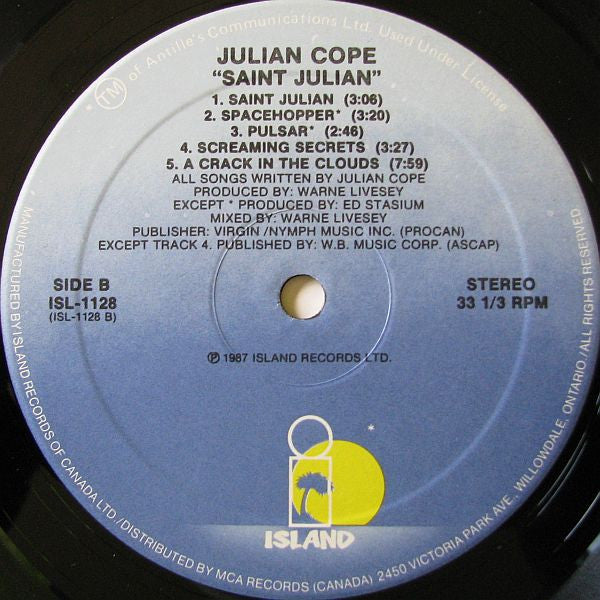 TM of Antille's Communications Ltd. Used Under License
JULIAN COPE
"SAINT JULIAN"
1. SAINT JULIAN (3:06)
2. SPACEHOPPER* (3:20)
3. PULSAR* (2:46)
4. SCREAMING SECRETS (3:27)
5. A CRACK IN THE CLOUDS (7:59)
ALL SONGS WRITTEN BY JULIAN COPE
PRODUCED BY: WARNE LIVESEY
EXCEPT * PRODUCED BY: ED STASIUM
MIXED BY: WARNE LIVESEY
PUBLISHER: VIRGIN /NYMPH MUSIC INC. (PROCAN)
EXCEPT TRACK 4. PUBLISHED BY: W.B. MUSIC CORP. (ASCAP)
SIDE B
ISL-1128
(ISL-1128 B)
STEREO
33 1/3 RPM
℗ 1987 ISLAND RECORDS LTD.
*
ISLAND
MANUFACTURED BY ISLAND RECORDS OF CANADA LTD./DISTRIBUTED BY MCA RECORDS (CANADA) 2450 VICTORIA PARK AVE., WILLOWDALE, ONTARIO./ALL RIGHTS RESERVED